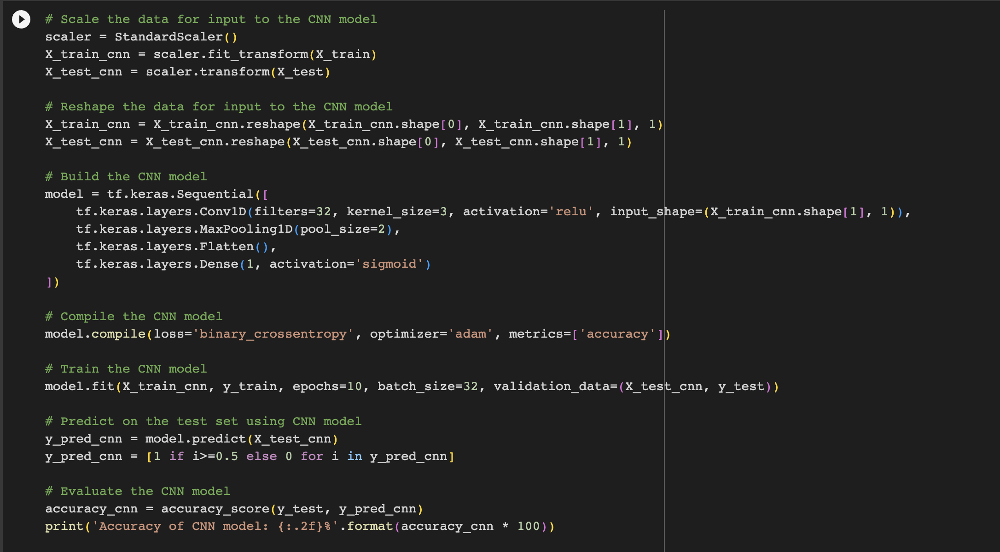 # Scale the data for input to the CNN model
scaler = StandardScaler()
X_train_cnn = scaler.fit_transform(X_train)
X_test_cnn = scaler.transform(X_test)

# Reshape the data for input to the CNN model
X_train_cnn = X_train_cnn.reshape(X_train_cnn.shape[0], X_train_cnn.shape[1], 1)
X_test_cnn = X_test_cnn.reshape(X_test_cnn.shape[0], X_test_cnn.shape[1], 1)

# Build the CNN model
model = tf.keras.Sequential([
    tf.keras.layers.Conv1D(filters=32, kernel_size=3, activation='relu', input_shape=(X_train_cnn.shape[1], 1)),
    tf.keras.layers.MaxPooling1D(pool_size=2),
    tf.keras.layers.Flatten(),
    tf.keras.layers.Dense(1, activation='sigmoid')
])

# Compile the CNN model
model.compile(loss='binary_crossentropy', optimizer='adam', metrics=['accuracy'])

# Train the CNN model
model.fit(X_train_cnn, y_train, epochs=10, batch_size=32, validation_data=(X_test_cnn, y_test))

# Predict on the test set using CNN model
y_pred_cnn = model.predict(X_test_cnn)
y_pred_cnn = [1 if i>=0.5 else 0 for i in y_pred_cnn]

# Evaluate the CNN model
accuracy_cnn = accuracy_score(y_test, y_pred_cnn)
print('Accuracy of CNN model: {:.2f}%'.format(accuracy_cnn * 100))